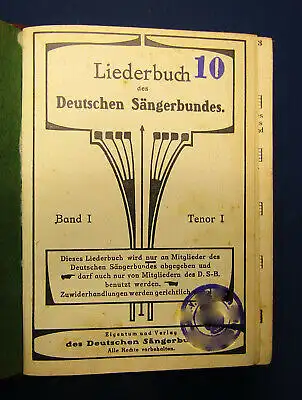 Liederbuch 10
des
Deutschen Sängerbundes.
Band I
Tenor I
Dieses Liederbuch wird nur an Mitglieder des
Deutschen Sängerbundes abgegeben und
darf auch nur von Mitgliedern des D. S.-B.
benutzt werden.
Zuwiderhandlungen werden gerichtlich
Eigentum und Verlag
des Deutschen
Alle Rechte vorbehalten.